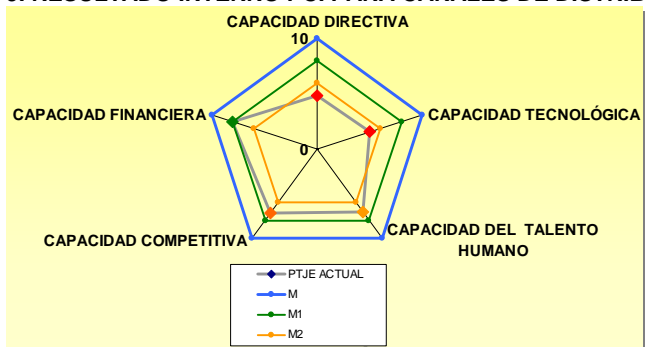 CAPACIDAD DIRECTIVA
10
CAPACIDAD FINANCIERA
CAPACIDAD TECNOLÓGICA
0
CAPACIDAD COMPETITIVA
CAPACIDAD DEL TALENTO
HUMANO
PTJE ACTUAL
M
M1
M2